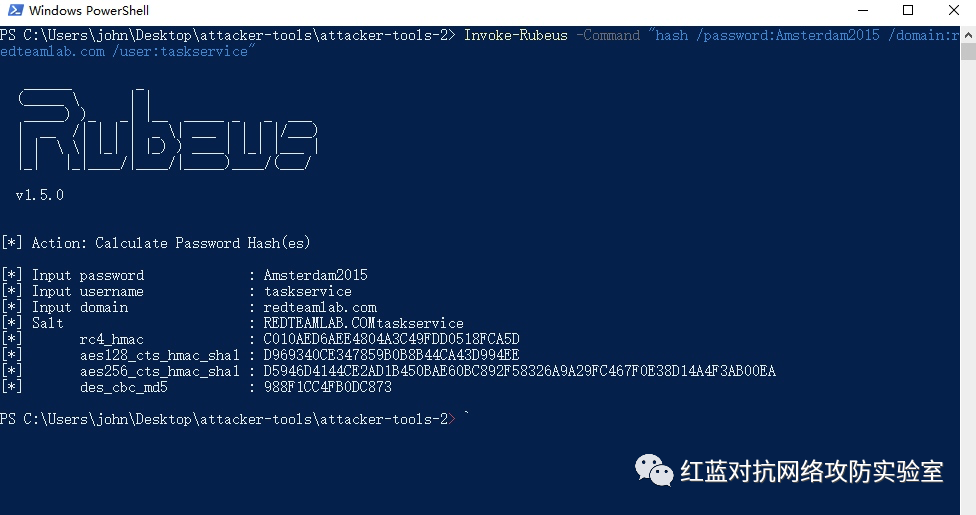 Windows PowerShell
PS C:\Users\john\Desktop\attacker-tools\attacker-tools-2> Invoke-Rubeus -Command "hash /password:Amsterdam2015 /domain:r
edteamlab.com /user:taskservice"
Rubeus
v1.5.0
[*] Action: Calculate Password Hash(es)
[*] Input password : Amsterdam2015
[*] Input username : taskservice
[*] Input domain : redteamlab.com
[*] Salt : REDTEAMLAB.COMtaskservice
[*] rc4_hmac : C010AED6AEE4804A3C49FDD0518FCA5D
[*] aes128_cts_hmac_sha1 : D969340CE347859B0B8B44CA43D994EE
[*] aes256_cts_hmac_sha1 : D5946D4144CE2AD1B450BAE60BC892F58326A9A29FC467F0E38D14A4F3AB00EA
[*] des_cbc_md5 : 988F1CC4FB0DC873
PS C:\Users\john\Desktop\attacker-tools\attacker-tools-2> `
红蓝对抗网络攻防实验室